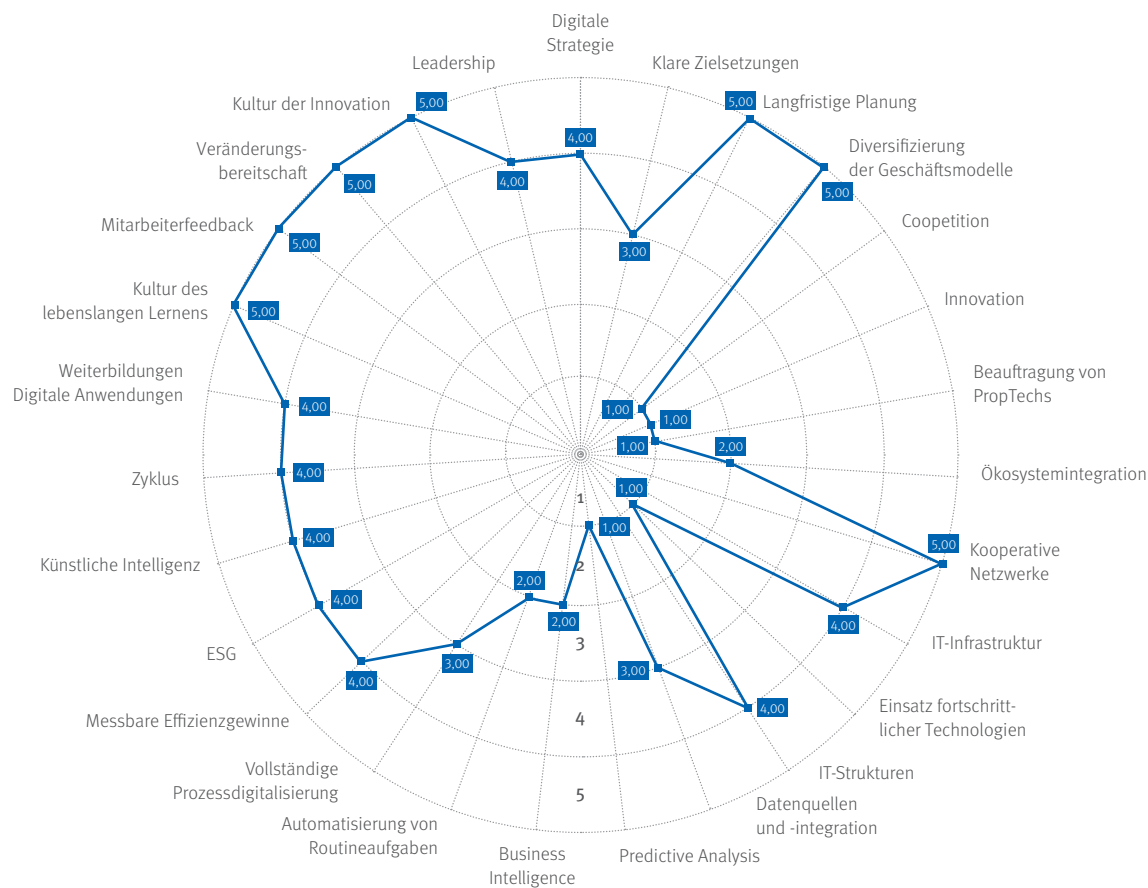 Digitale
Strategie
Klare Zielsetzungen
Langfristige Planung
Diversifizierung
der Geschäftsmodelle
Coopetition
Innovation
Beauftragung von
PropTechs
Ökosystemintegration
Kooperative
Netzwerke
IT-Infrastruktur
Einsatz fortschritt-
licher Technologien
IT-Strukturen
Datenquellen
und -integration
Predictive Analysis
Business
Intelligence
Automatisierung von
Routineaufgaben
Vollständige
Prozessdigitalisierung
Messbare Effizienzgewinne
ESG
Künstliche Intelligenz
Zyklus
Weiterbildungen
Digitale Anwendungen
Kultur des
lebenslangen Lernens
Mitarbeiterfeedback
Veränderungs-
bereitschaft
Kultur der Innovation
Leadership
4,00
3,00
5,00
5,00
1,00
1,00
1,00
2,00
5,00
4,00
1,00
4,00
3,00
1,00
2,00
2,00
3,00
4,00
4,00
4,00
4,00
4,00
5,00
5,00
5,00
5,00
4,00
1
2
3
4
5